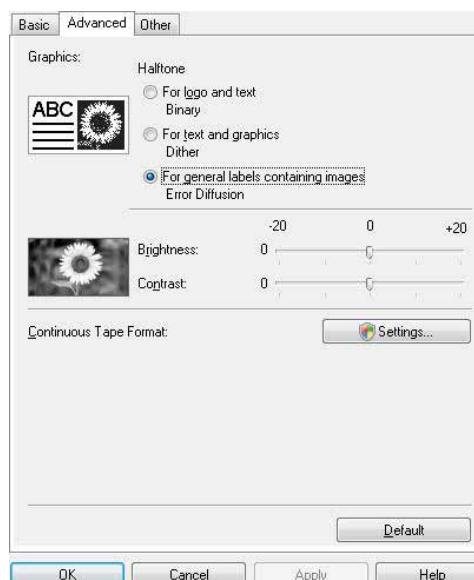 Basic Advanced Other
Graphics:
Halftone
For logo and text
Binary
ABC
For text and graphics
Dither
For general labels containing images
Error Diffusion
-20 0 +20
Brightness: 0
Contrast: 0
Continuous Tape Format: Settings...
Default
OK Cancel Apply Help